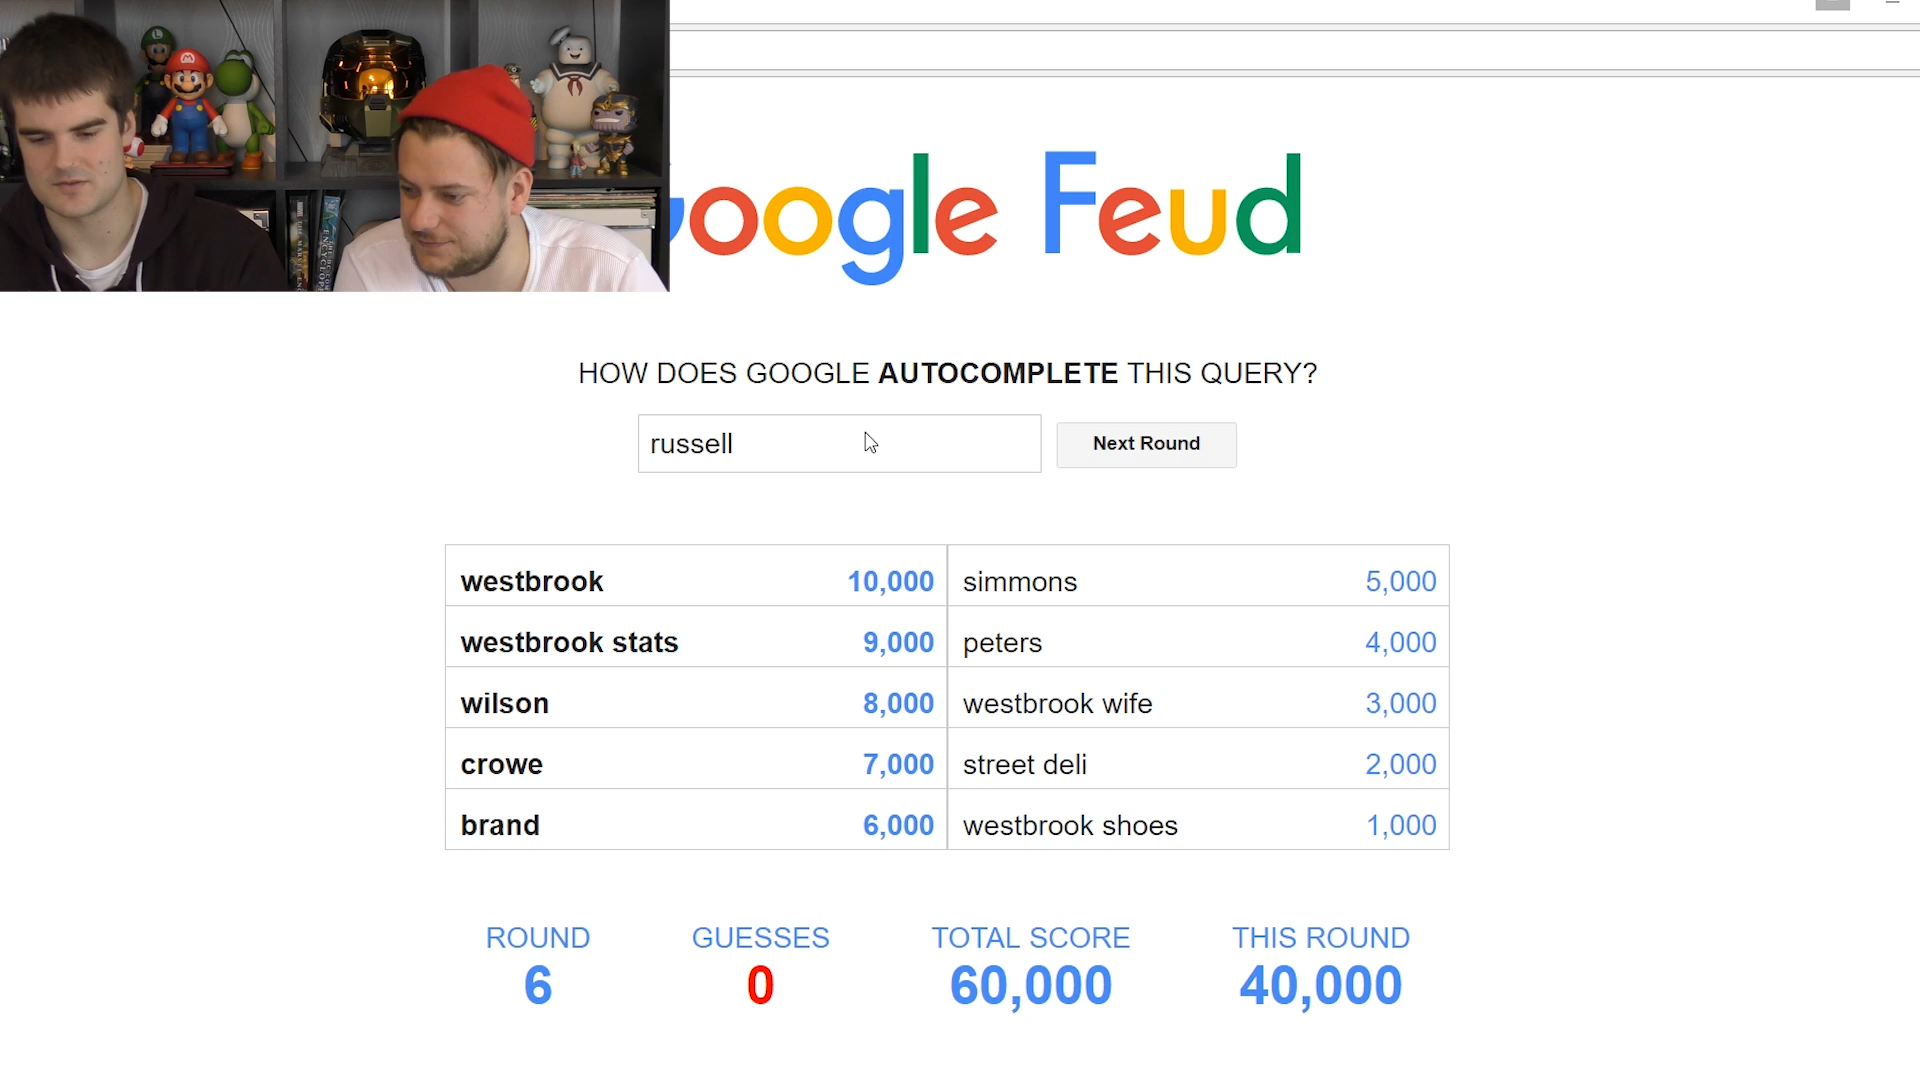 oogle Feud
HOW DOES GOOGLE AUTOCOMPLETE THIS QUERY?
russell
Next Round
westbrook 10,000
westbrook stats 9,000
wilson 8,000
crowe 7,000
brand 6,000
simmons 5,000
peters 4,000
westbrook wife 3,000
street deli 2,000
westbrook shoes 1,000
ROUND
6
GUESSES
0
TOTAL SCORE
60,000
THIS ROUND
40,000